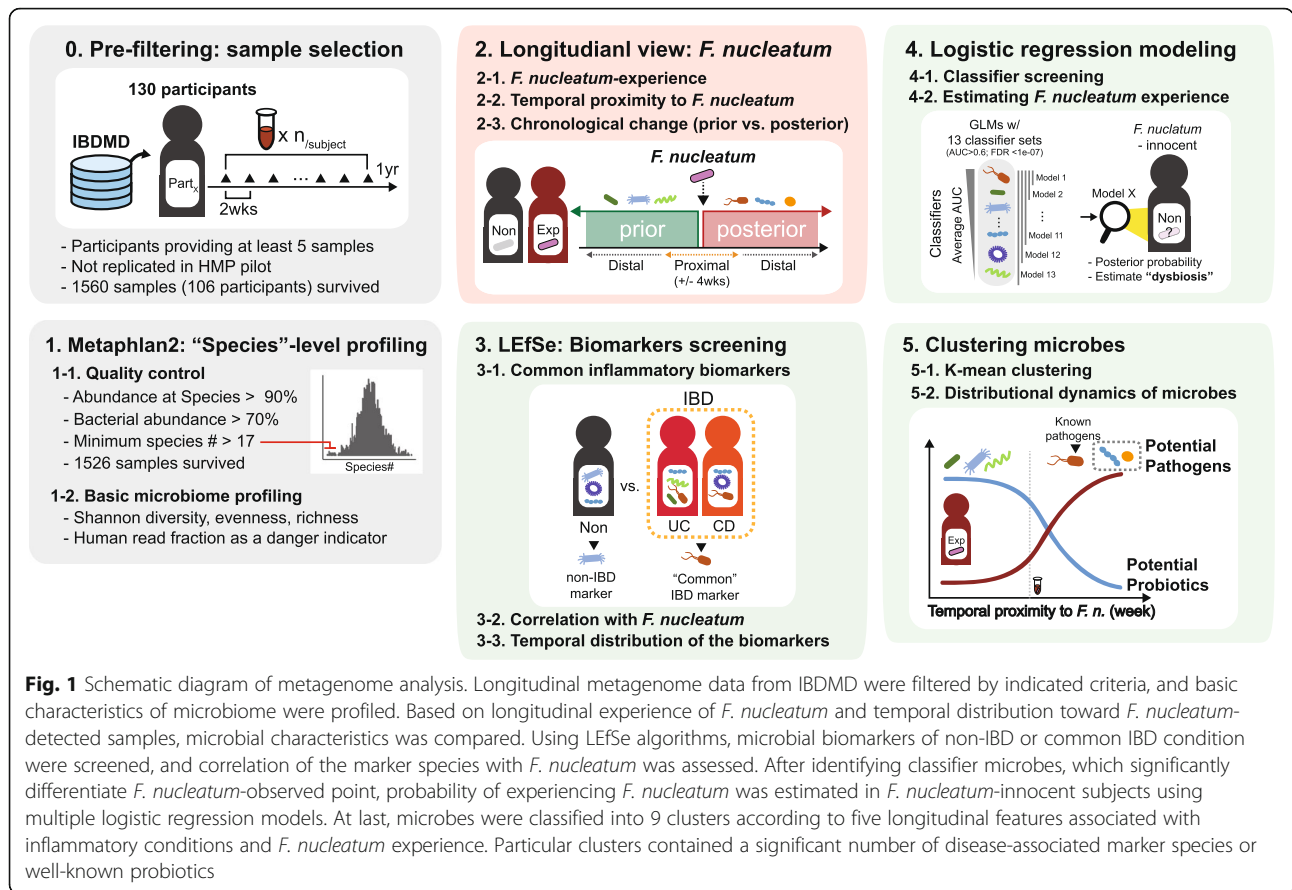 0. Pre-filtering: sample selection
130 participants
IBDMD
x n/subject
Partx
1yr
2wks
- Participants providing at least 5 samples
- Not replicated in HMP pilot
- 1560 samples (106 participants) survived
1. Metaphlan2: “Species”-level profiling
1-1. Quality control
- Abundance at Species > 90%
- Bacterial abundance > 70%
- Minimum species # > 17
- 1526 samples survived
Species#
1-2. Basic microbiome profiling
- Shannon diversity, evenness, richness
- Human read fraction as a danger indicator
2. Longitudianl view: F. nucleatum
2-1. F. nucleatum-experience
2-2. Temporal proximity to F. nucleatum
2-3. Chronological change (prior vs. posterior)
F. nucleatum
Non
Exp
prior
posterior
Distal
Proximal
(+/- 4wks)
Distal
3. LEfSe: Biomarkers screening
3-1. Common inflammatory biomarkers
IBD
vs.
Non
UC
CD
non-IBD
marker
“Common”
IBD marker
3-2. Correlation with F. nucleatum
3-3. Temporal distribution of the biomarkers
4. Logistic regression modeling
4-1. Classifier screening
4-2. Estimating F. nucleatum experience
GLMs w/
13 classifier sets
(AUC>0.6; FDR <1e-07)
Classifiers
Average AUC
Model 1
Model 2
⋮
Model 11
Model 12
Model 13
Model X
F. nuclatum
- innocent
Non
?
- Posterior probability
- Estimate “dysbiosis”
5. Clustering microbes
5-1. K-mean clustering
5-2. Distributional dynamics of microbes
Known
pathogens
Potential
Pathogens
Exp
Potential
Probiotics
Temporal proximity to F. n. (week)
Fig. 1 Schematic diagram of metagenome analysis. Longitudinal metagenome data from IBDMD were filtered by indicated criteria, and basic
characteristics of microbiome were profiled. Based on longitudinal experience of F. nucleatum and temporal distribution toward F. nucleatum-
detected samples, microbial characteristics was compared. Using LEfSe algorithms, microbial biomarkers of non-IBD or common IBD condition
were screened, and correlation of the marker species with F. nucleatum was assessed. After identifying classifier microbes, which significantly
differentiate F. nucleatum-observed point, probability of experiencing F. nucleatum was estimated in F. nucleatum-innocent subjects using
multiple logistic regression models. At last, microbes were classified into 9 clusters according to five longitudinal features associated with
inflammatory conditions and F. nucleatum experience. Particular clusters contained a significant number of disease-associated marker species or
well-known probiotics